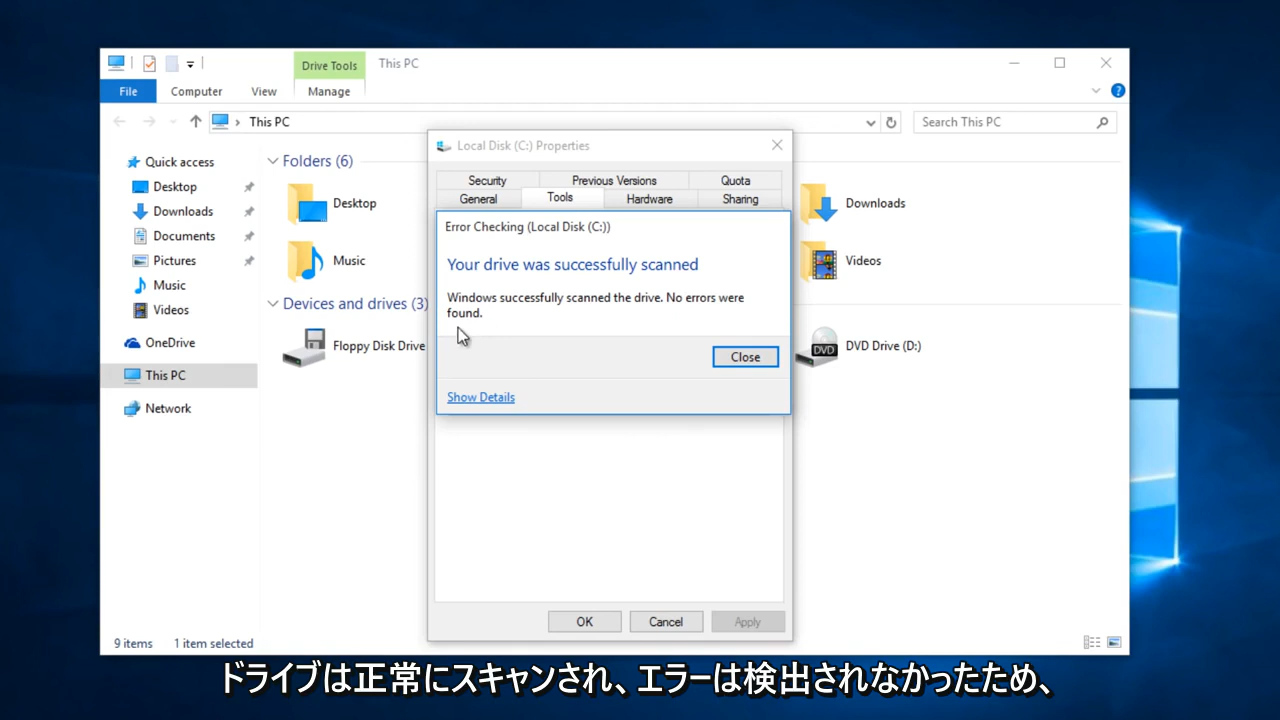 Drive Tools
This PC
File
Computer
View
Manage
This PC
Search This PC
Quick access
Desktop
Downloads
Documents
Pictures
Music
Videos
OneDrive
This PC
Network
Folders (6)
Desktop
Music
Downloads
Videos
Devices and drives (3)
Floppy Disk Drive
DVD
DVD Drive (D:)
Local Disk (C:) Properties
Security
Previous Versions
Quota
General
Tools
Hardware
Sharing
Error Checking (Local Disk (C:))
Your drive was successfully scanned
Windows successfully scanned the drive. No errors were
found.
Close
Show Details
OK
Cancel
Apply
9 items
1 item selected
ドライブは正常にスキャンされ、エラーは検出されなかったため、